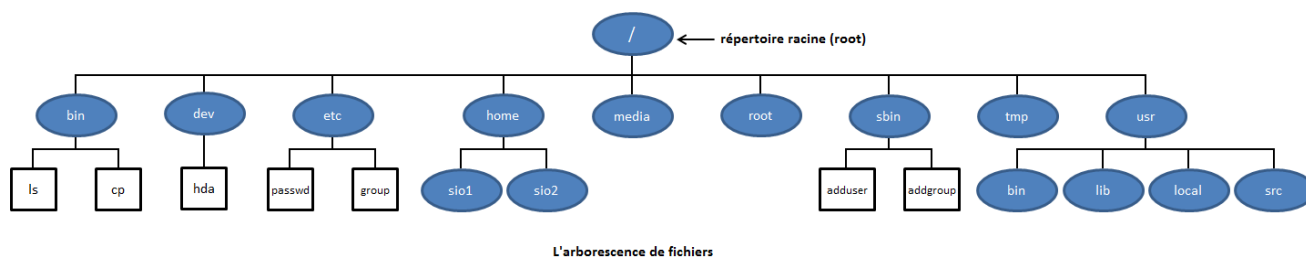 /
répertoire racine (root)
bin
dev
etc
home
media
root
sbin
tmp
usr
ls
cp
hda
passwd
group
sio1
sio2
adduser
addgroup
bin
lib
local
src
L'arborescence de fichiers